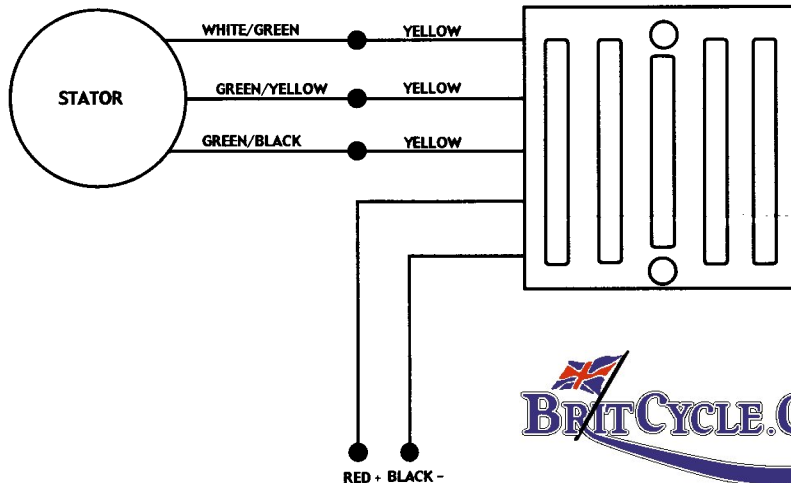 WHITE/GREEN YELLOW
STATOR GREEN/YELLOW YELLOW
GREEN/BLACK YELLOW
BRITCYCLE.C
RED + BLACK -